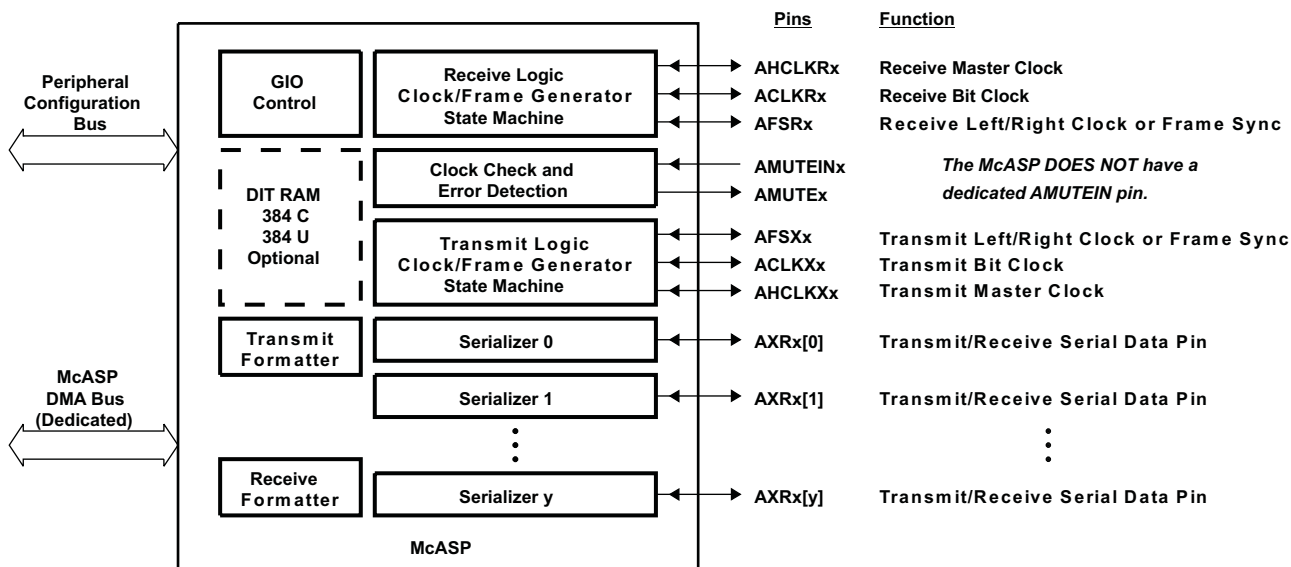 Pins Function
Peripheral
Configuration
Bus
McASP
DMA Bus
(Dedicated)
GIO
Control
DIT RAM
384 C
384 U
Optional
Transmit
Formatter
Receive
Formatter
Receive Logic
Clock/Frame Generator
State Machine
Clock Check and
Error Detection
Transmit Logic
Clock/Frame Generator
State Machine
Serializer 0
Serializer 1
Serializer y
McASP
AHCLKRx Receive Master Clock
ACLKRx Receive Bit Clock
AFSRx Receive Left/Right Clock or Frame Sync
AMUTEINx
AMUTEx
The McASP DOES NOT have a
dedicated AMUTEIN pin.
AFSXx Transmit Left/Right Clock or Frame Sync
ACLKXx Transmit Bit Clock
AHCLKXx Transmit Master Clock
AXRx[0] Transmit/Receive Serial Data Pin
AXRx[1] Transmit/Receive Serial Data Pin
AXRx[y] Transmit/Receive Serial Data Pin